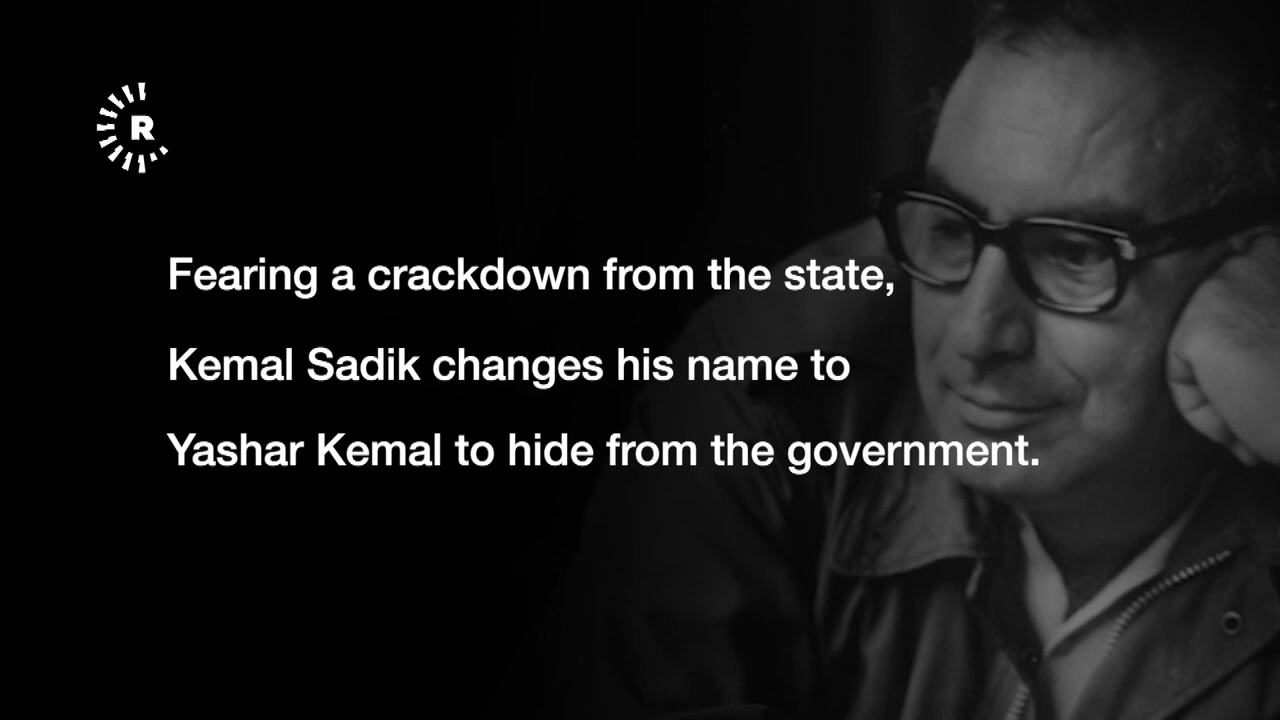 R
Fearing a crackdown from the state,
Kemal Sadik changes his name to
Yashar Kemal to hide from the government.